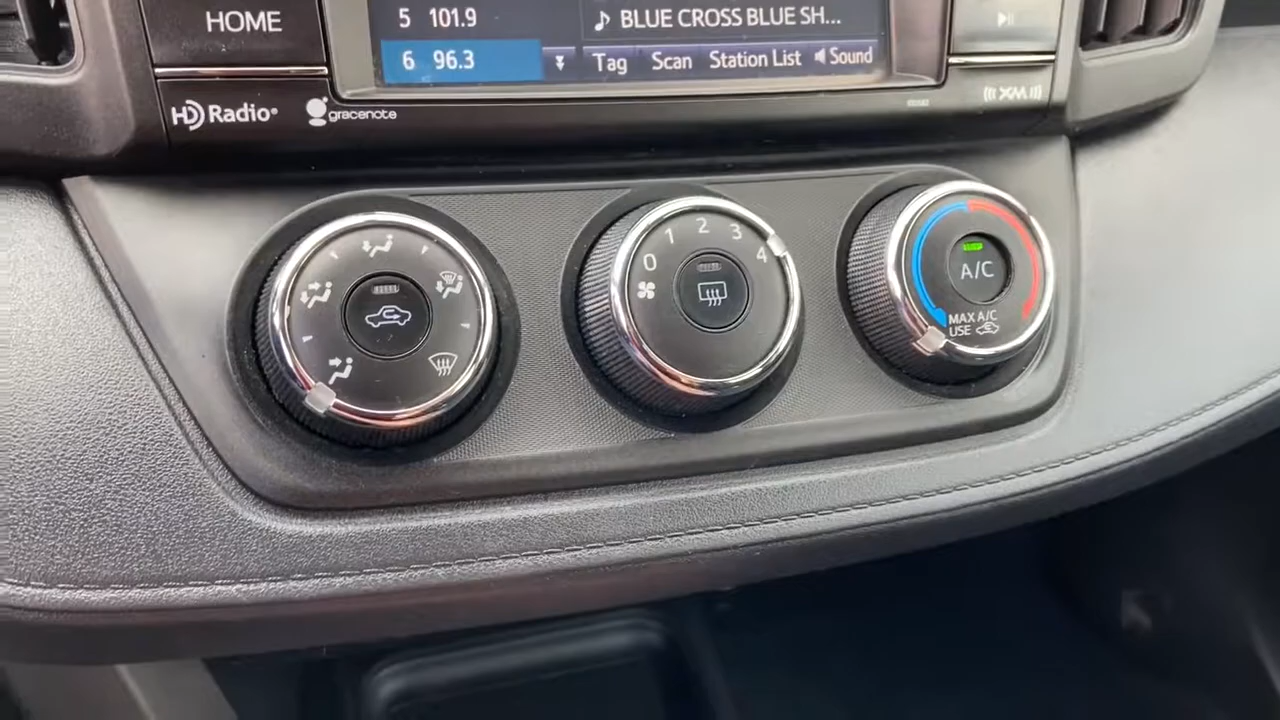 HOME
5 101.9
♪ BLUE CROSS BLUE SH...
6 96.3
Tag
Scan
Station List
Sound
HD Radio
gracenote
((XM))
0
1
2
3
4
A/C
MAX A/C
USE